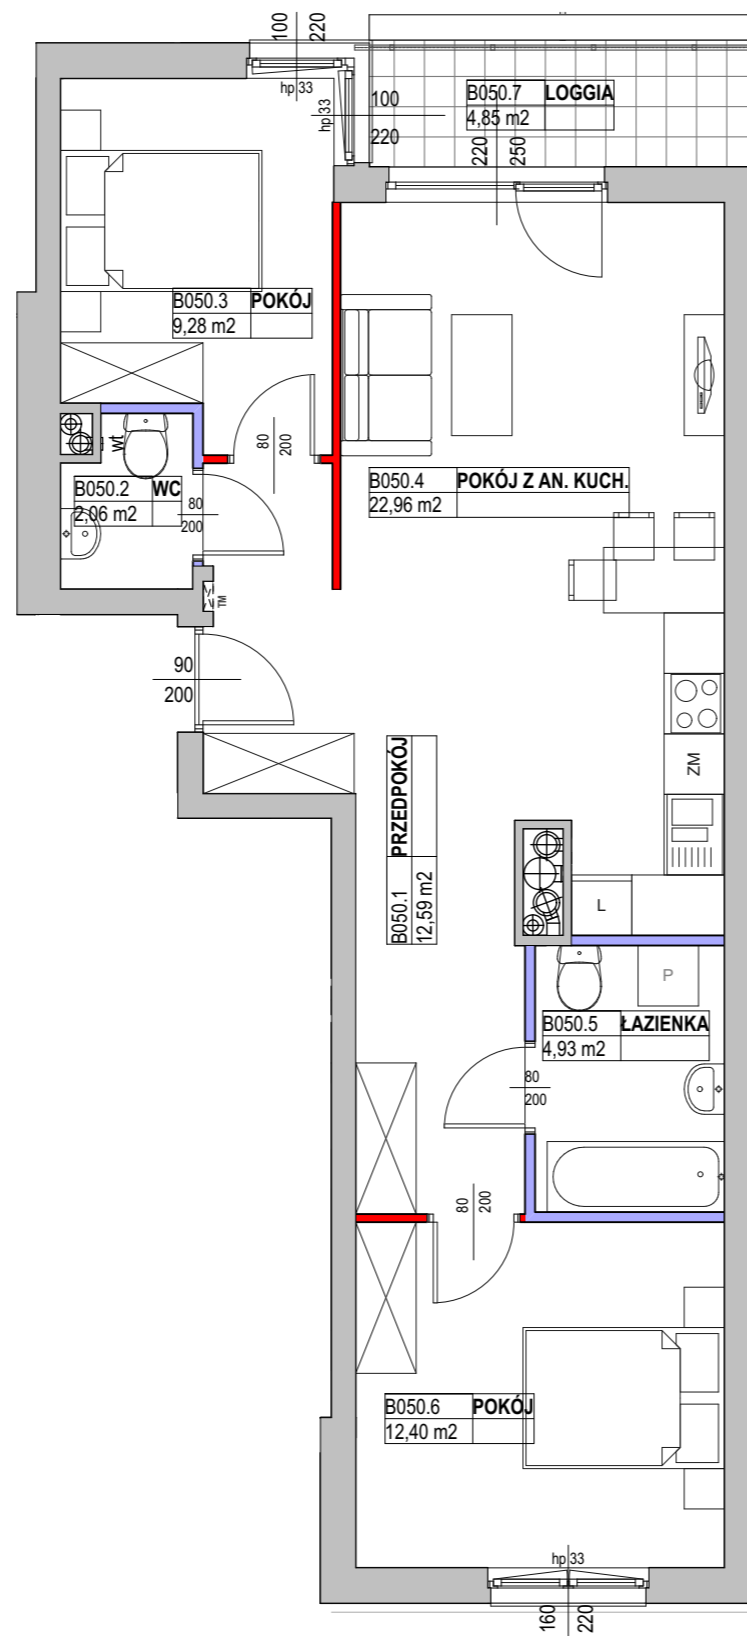 100
220
hp 33
hp 33
100
220
B050.7 LOGGIA
4,85 m2
220
250
B050.3 POKÓJ
9,28 m2
80
200
wt
B050.2 WC
2,06 m2
80
200
B050.4 POKÓJ Z AN. KUCH.
22,96 m2
TM
90
200
ZM
B050.1 PRZEDPOKÓJ
12,59 m2
L
P
B050.5 ŁAZIENKA
4,93 m2
80
200
80
200
B050.6 POKÓJ
12,40 m2
hp 33
160
220